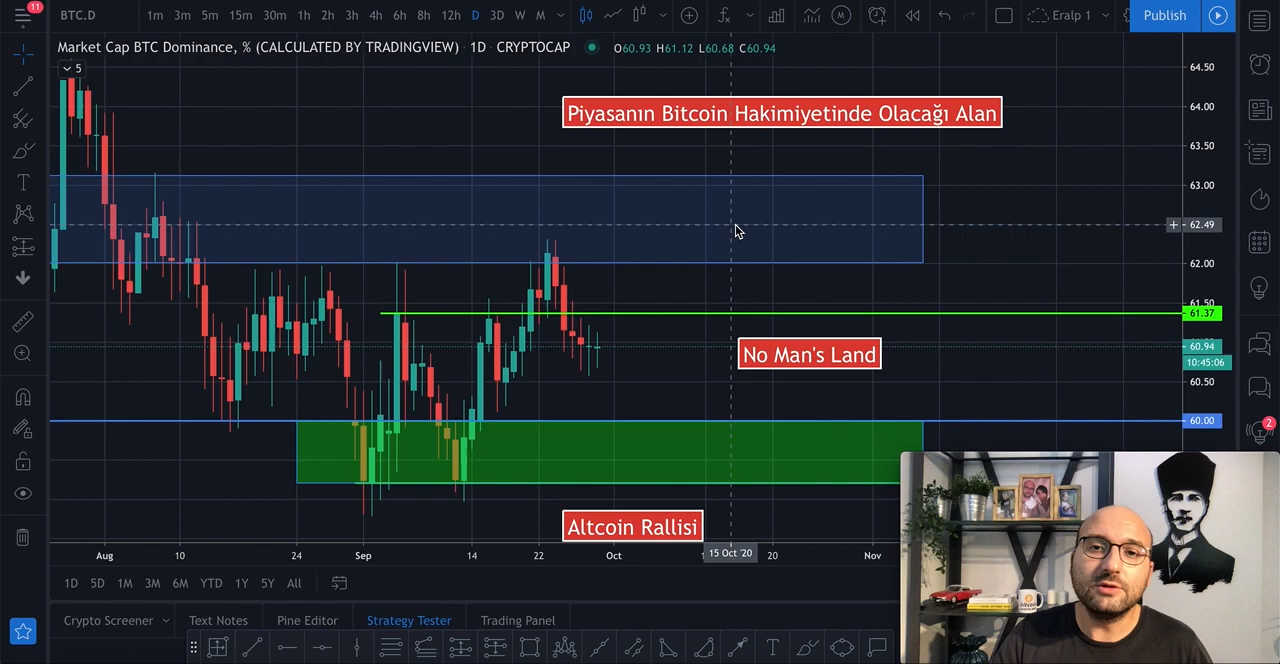 11
BTC.D
1m 3m 5m 15m 30m 1h 2h 3h 4h 6h 8h 12h D 3D W M
Eralp 1
Publish
Market Cap BTC Dominance, % (CALCULATED BY TRADINGVIEW) · 1D · CRYPTOCAP
O60.93 H61.12 L60.68 C60.94
5
64.50
Piyasanın Bitcoin Hakimiyetinde Olacağı Alan
64.00
63.50
63.00
62.49
62.00
61.50
61.37
60.94
No Man's Land
10:45:06
60.50
60.00
2
Altcoin Rallisi
Aug 10 24 Sep 14 22 Oct 15 Oct '20 20 Nov
1D 5D 1M 3M 6M YTD 1Y 5Y All
Crypto Screener Text Notes Pine Editor Strategy Tester Trading Panel
bitcoin